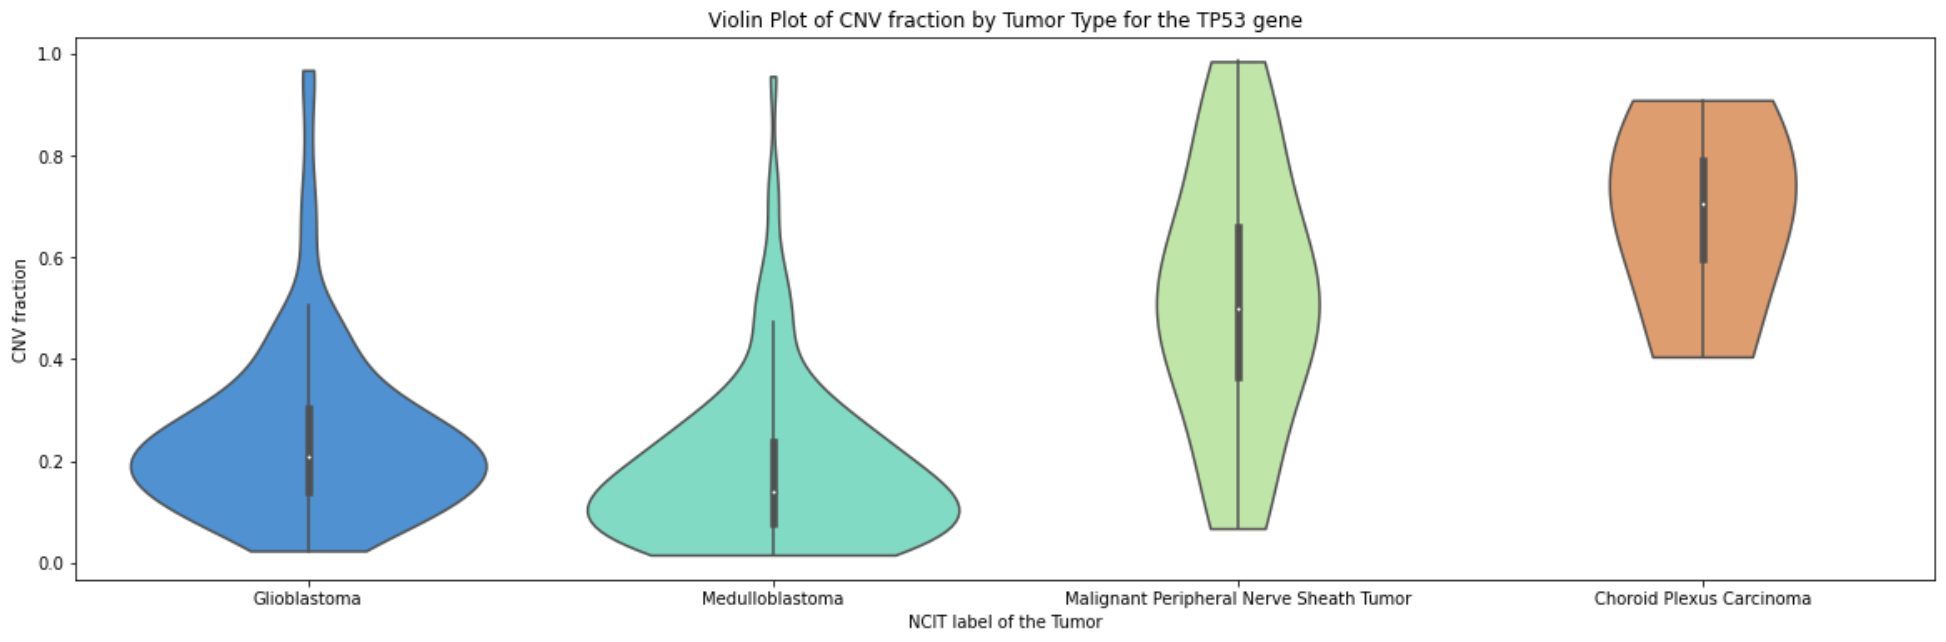 Violin Plot of CNV fraction by Tumor Type for the TP53 gene
1.0
0.8
0.6
0.4
0.2
0.0
CNV fraction
Glioblastoma
Medulloblastoma
Malignant Peripheral Nerve Sheath Tumor
Choroid Plexus Carcinoma
NCIT label of the Tumor